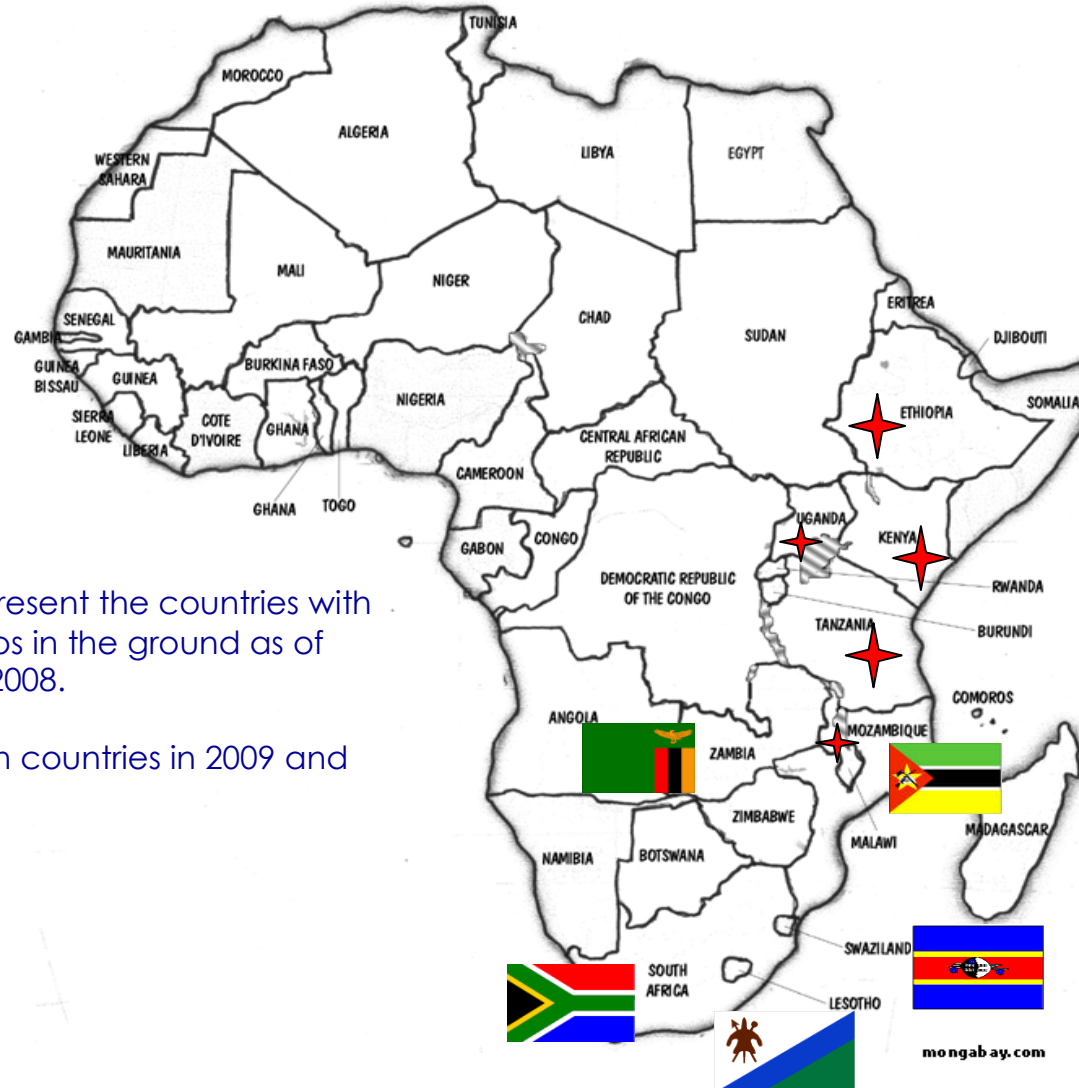 TUNISIA
MOROCCO
ALGERIA
LIBYA
EGYPT
WESTERN
SAHARA
MAURITANIA
MALI
NIGER
CHAD
SUDAN
ERITREA
SENEGAL
GAMBIA
DJIBOUTI
GUINEA
BISSAU
GUINEA
BURKINA FASO
NIGERIA
ETHIOPIA
SOMALIA
SIERRA
LEONE
LIBERIA
COTE
D'IVOIRE
GHANA
CENTRAL AFRICAN
REPUBLIC
CAMEROON
GHANA
TOGO
UGANDA
KENYA
GABON
CONGO
DEMOCRATIC REPUBLIC
OF THE CONGO
RWANDA
BURUNDI
TANZANIA
present the countries with
ps in the ground as of
2008.
n countries in 2009 and
COMOROS
ANGOLA
ZAMBIA
MOZAMBIQUE
ZIMBABWE
MALAWI
MADAGASCAR
NAMIBIA
BOTSWANA
SWAZILAND
SOUTH
AFRICA
LESOTHO
mongabay.com